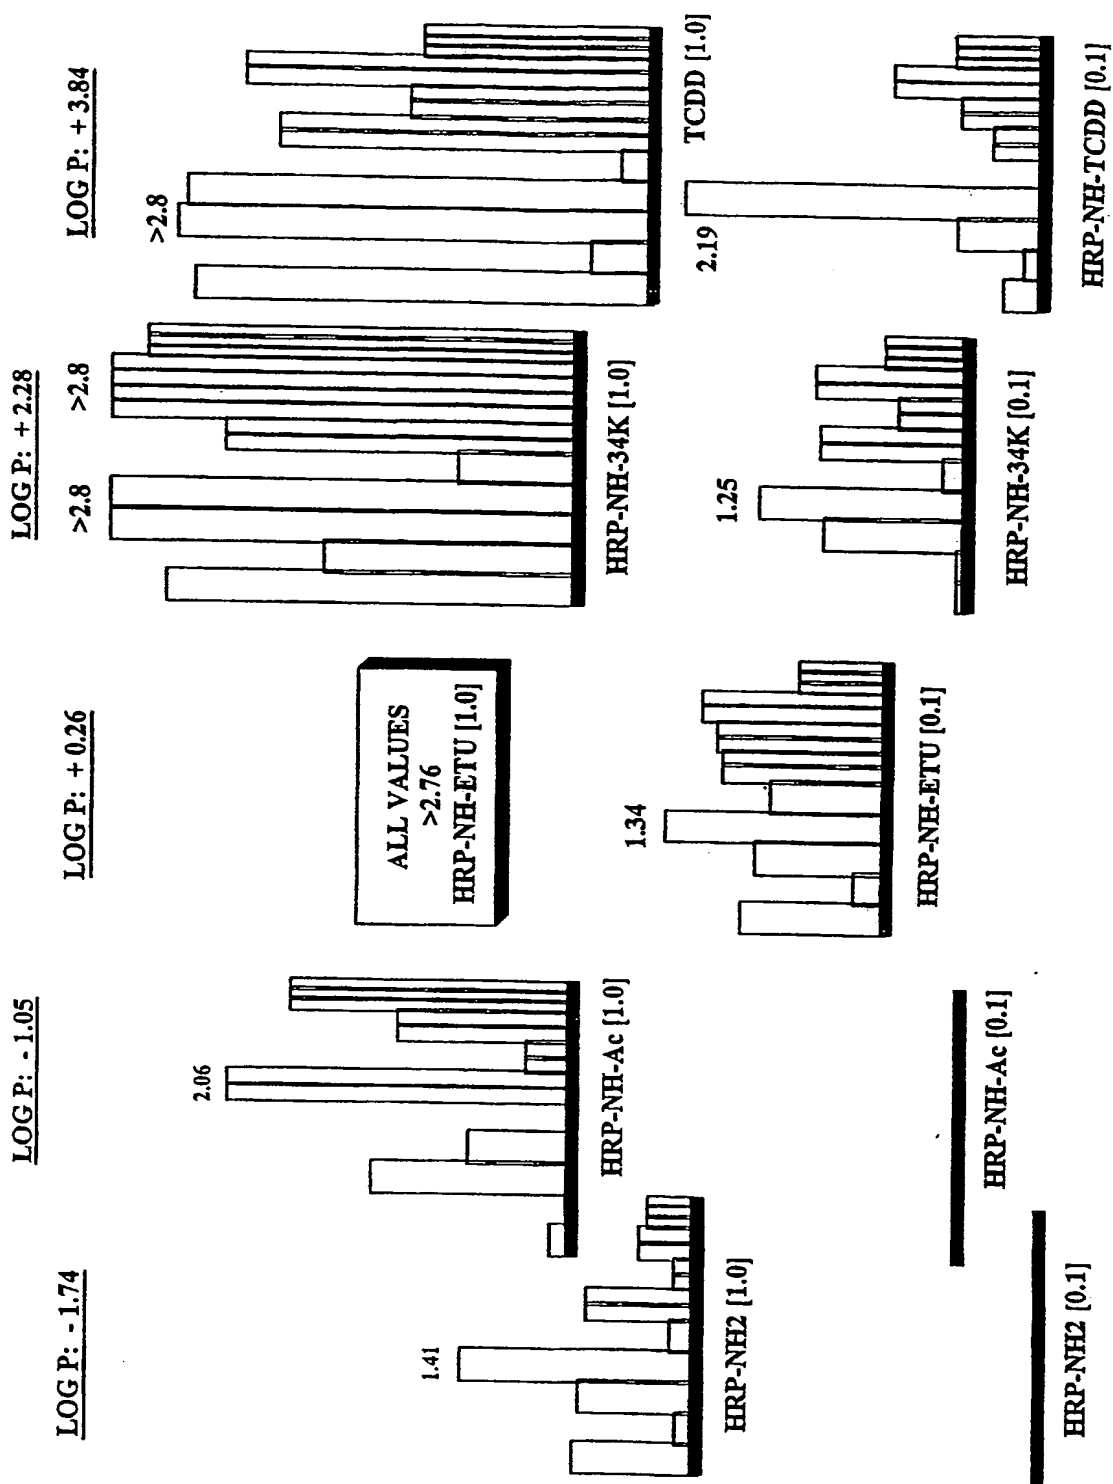 LOG P: - 1.74
LOG P: - 1.05
LOG P: + 0.26
LOG P: + 2.28
LOG P: + 3.84
1.41
HRP-NH2 [1.0]
2.06
HRP-NH-Ac [1.0]
ALL VALUES
>2.76
HRP-NH-ETU [1.0]
>2.8
>2.8
HRP-NH-34K [1.0]
>2.8
TCDD [1.0]
HRP-NH2 [0.1]
HRP-NH-Ac [0.1]
1.34
HRP-NH-ETU [0.1]
1.25
HRP-NH-34K [0.1]
2.19
HRP-NH-TCDD [0.1]